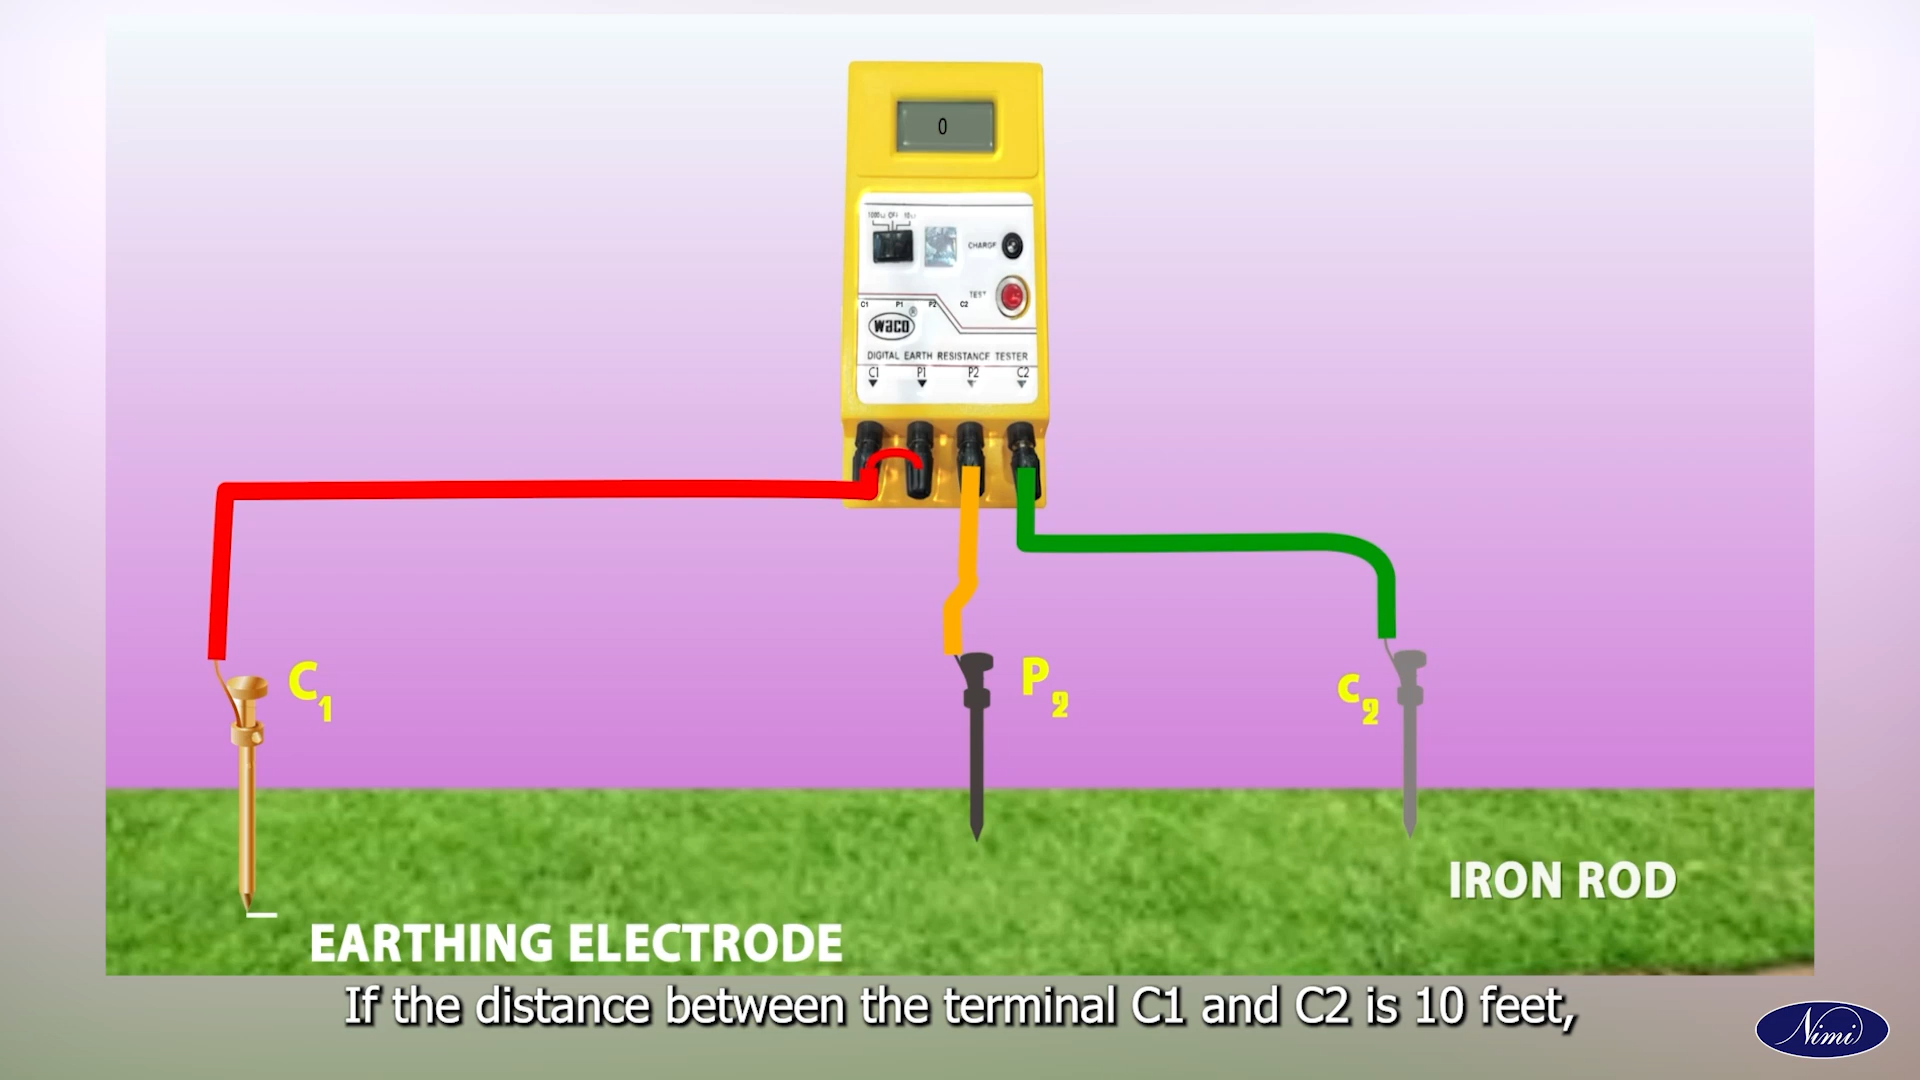 0
1000Ω OFF 10Ω
CHARGE
TEST
C1 P1 P2 C2
waco®
DIGITAL EARTH RESISTANCE TESTER
C1 P1 P2 C2
C1
P2
C2
IRON ROD
EARTHING ELECTRODE
If the distance between the terminal C1 and C2 is 10 feet,
Nimi